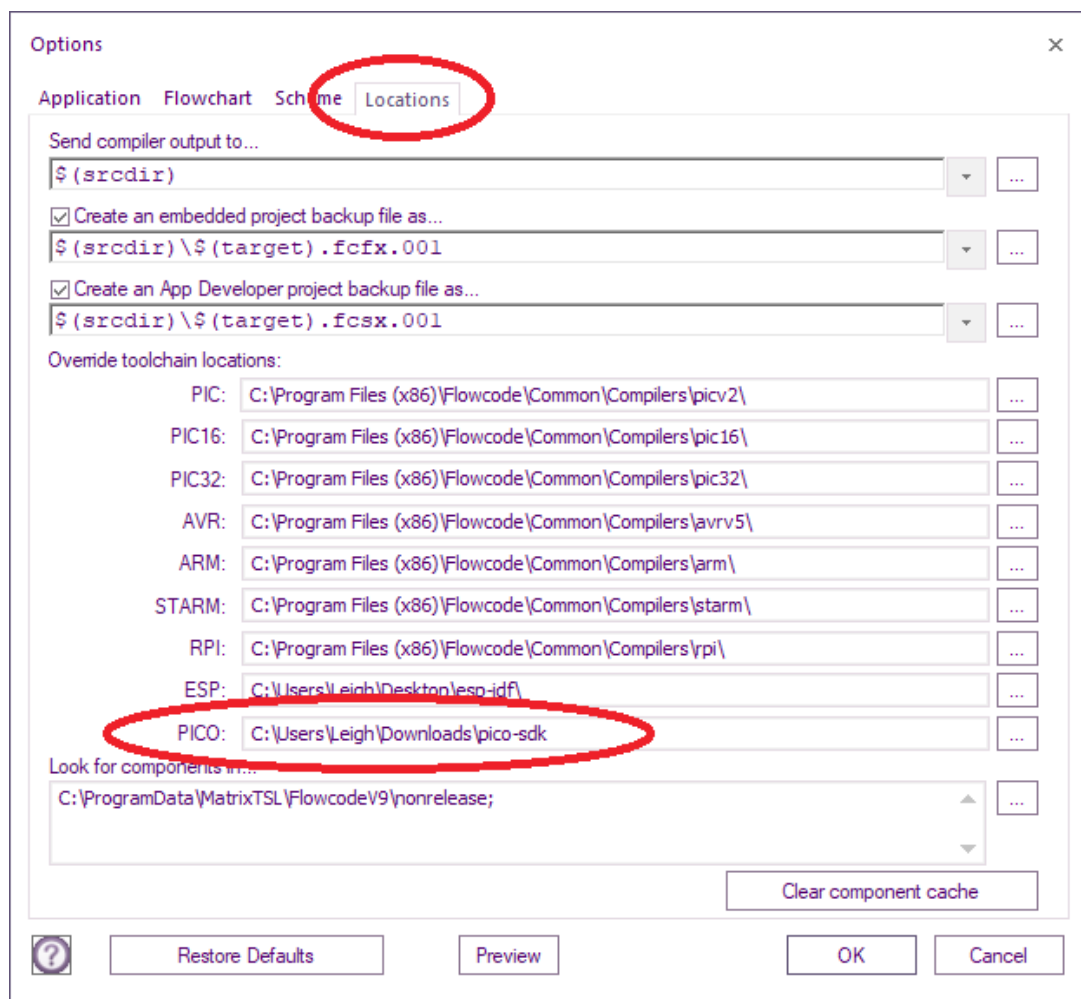 Options
Application Flowchart Scheme Locations
Send compiler output to...
$(srcdir)
...
Create an embedded project backup file as...
$(srcdir)\$(target).fcfx.001
...
Create an App Developer project backup file as...
$(srcdir)\$(target).fcsx.001
...
Override toolchain locations:
PIC: C:\Program Files (x86)\Flowcode\Common\Compilers\picv2\ ...
PIC16: C:\Program Files (x86)\Flowcode\Common\Compilers\pic16\ ...
PIC32: C:\Program Files (x86)\Flowcode\Common\Compilers\pic32\ ...
AVR: C:\Program Files (x86)\Flowcode\Common\Compilers\avrv5\ ...
ARM: C:\Program Files (x86)\Flowcode\Common\Compilers\arm\ ...
STARM: C:\Program Files (x86)\Flowcode\Common\Compilers\starm\ ...
RPI: C:\Program Files (x86)\Flowcode\Common\Compilers\rpi\ ...
ESP: C:\Users\Leigh\Desktop\esp-idf\ ...
PICO: C:\Users\Leigh\Downloads\pico-sdk ...
Look for components in...
C:\ProgramData\MatrixTSL\FlowcodeV9\nonrelease; ...
Clear component cache
? Restore Defaults Preview OK Cancel